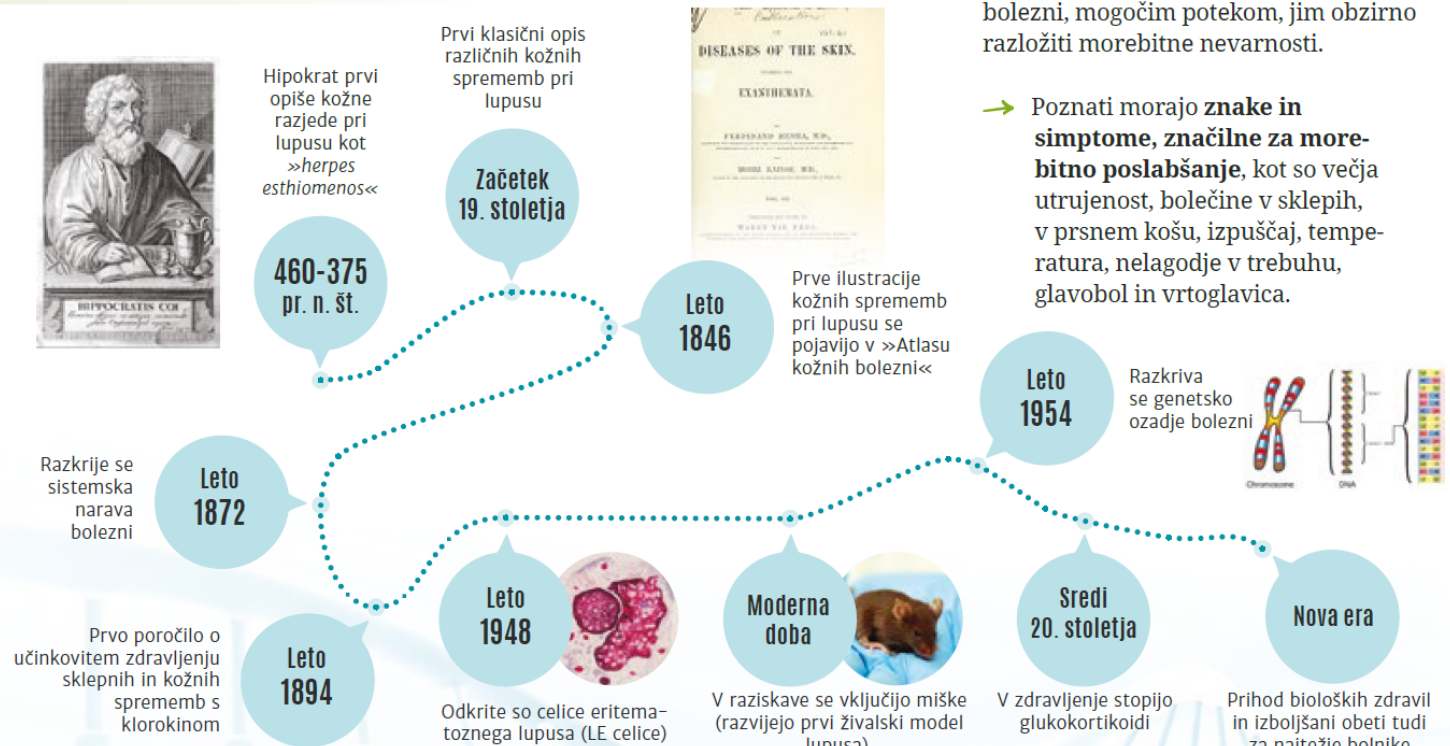 bolezni, mogočim potekom, jim obzirno
razložiti morebitne nevarnosti.
→ Poznati morajo znake in
simptome, značilne za more-
bitno poslabšanje, kot so večja
utrujenost, bolečine v sklepih,
v prsnem košu, izpuščaj, tempe-
ratura, nelagodje v trebuhu,
glavobol in vrtoglavica.
HIPPOCRATIS COI
Hipokrat prvi
opiše kožne
razjede pri
lupusu kot
»herpes
esthiomenos«
460-375
pr. n. št.
Prvi klasični opis
različnih kožnih
sprememb pri
lupusu
Začetek
19. stoletja
DISEASES OF THE SKIN.
EXANTHEMATA.
Leto
1846
Prve ilustracije
kožnih sprememb
pri lupusu se
pojavijo v »Atlasu
kožnih bolezni«
Razkrije se
sistemska
narava
bolezni
Leto
1872
Prvo poročilo o
učinkovitem zdravljenju
sklepnih in kožnih
sprememb s
klorokinom
Leto
1894
Leto
1948
Odkrite so celice eritema-
toznega lupusa (LE celice)
Moderna
doba
V raziskave se vključijo miške
(razvijejo prvi živalski model
lupusa)
Leto
1954
Razkriva
se genetsko
ozadje bolezni
Chromosome
DNA
Sredi
20. stoletja
V zdravljenje stopijo
glukokortikoidi
Nova era
Prihod bioloških zdravil
in izboljšani obeti tudi
za najtežje bolnike